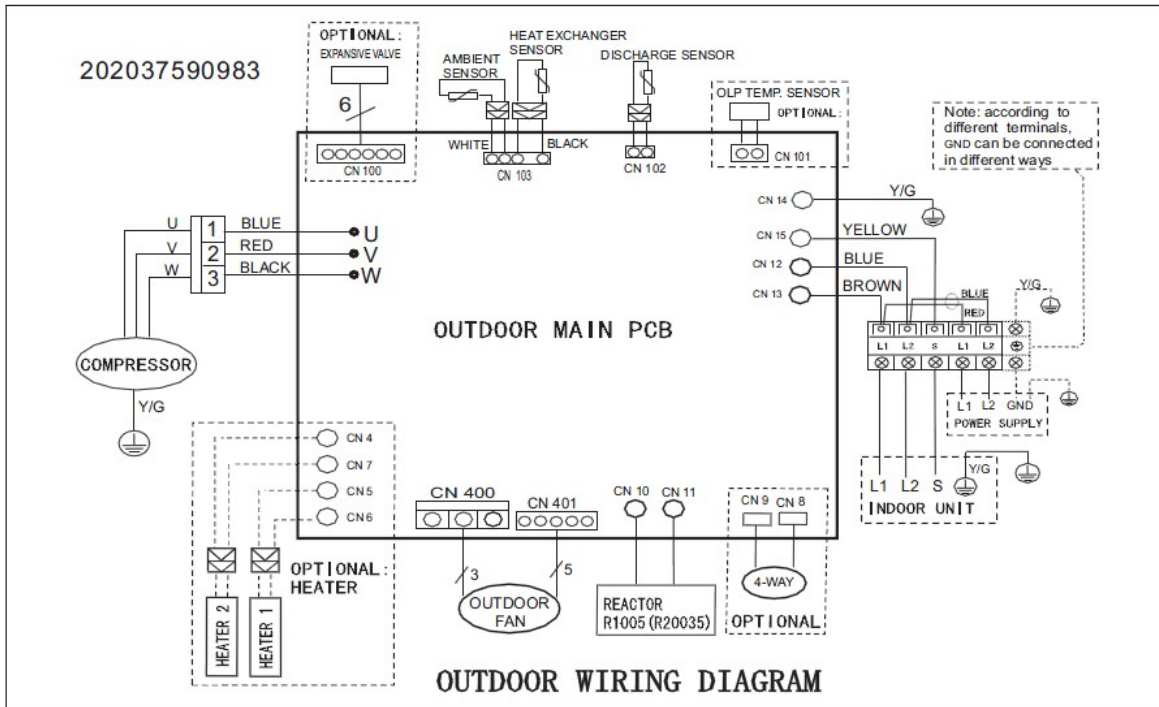 202037590983
OPTIONAL:
EXPANSIVE VALVE
6
CN 100
AMBIENT
SENSOR
HEAT EXCHANGER
SENSOR
WHITE
BLACK
CN 103
DISCHARGE SENSOR
CN 102
OLP TEMP. SENSOR
OPTIONAL:
CN 101
Note: according to
different terminals,
GND can be connected
in different ways
U
V
W
1
2
3
BLUE
RED
BLACK
U
V
W
COMPRESSOR
Y/G
OUTDOOR MAIN PCB
CN 14
CN 15
CN 12
CN 13
Y/G
YELLOW
BLUE
BROWN
BLUE
RED
Y/G
L1 L2 S L1 L2
L1 L2 GND
POWER SUPPLY
Y/G
L1 L2 S
INDOOR UNIT
CN 4
CN 7
CN 5
CN 6
OPTIONAL:
HEATER
HEATER 2
HEATER 1
CN 400
CN 401
3
5
OUTDOOR
FAN
CN 10
CN 11
REACTOR
R1005(R20035)
CN 9
CN 8
4-WAY
OPTIONAL
OUTDOOR WIRING DIAGRAM